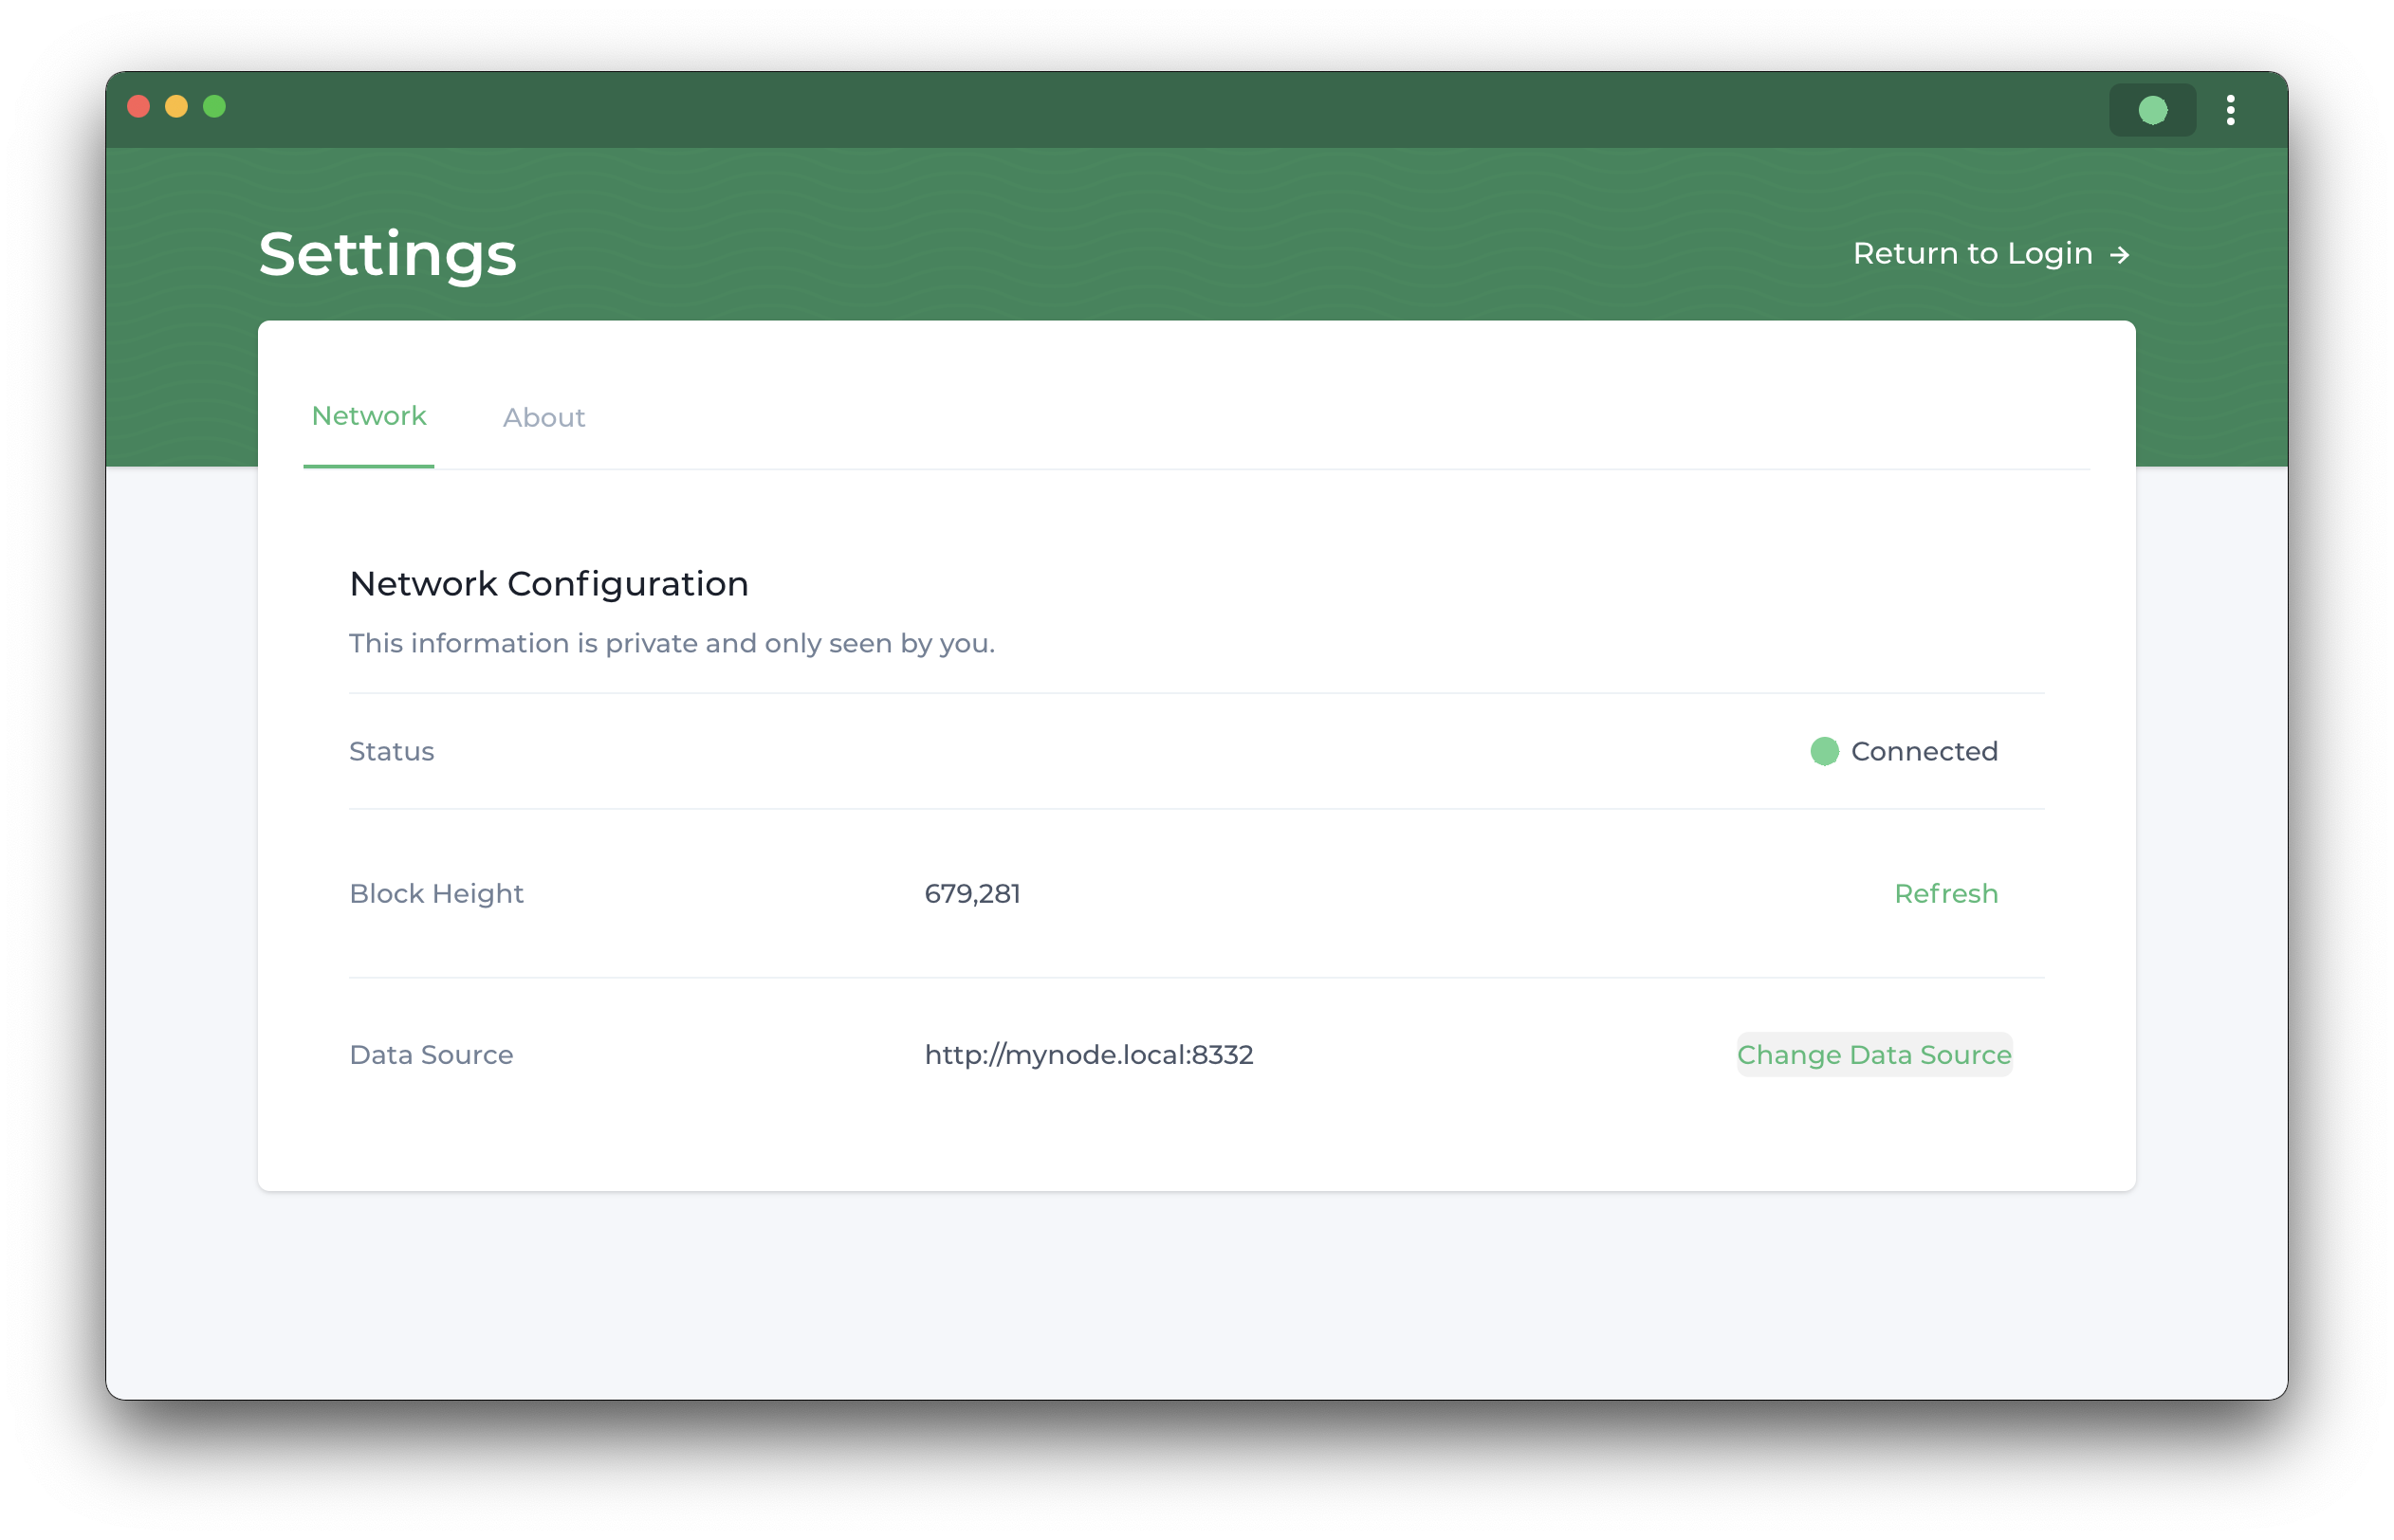 Settings
Return to Login →
Network
About
Network Configuration
This information is private and only seen by you.
Status
Connected
Block Height
679,281
Refresh
Data Source
http://mynode.local:8332
Change Data Source